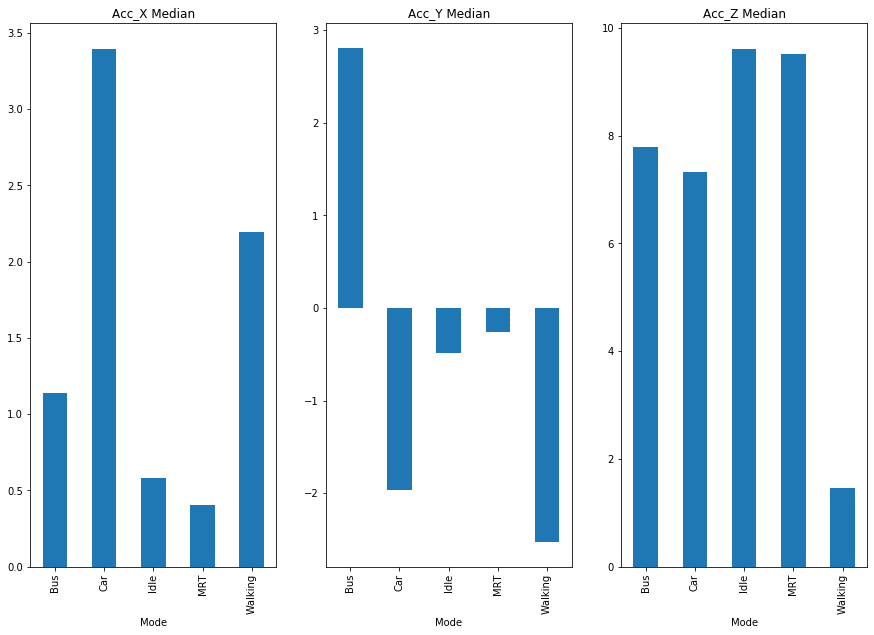 Acc_X Median
3.5
3.0
2.5
2.0
1.5
1.0
0.5
0.0
Bus
Car
Idle
MRT
Walking
Mode
Acc_Y Median
3
2
1
0
−1
−2
Bus
Car
Idle
MRT
Walking
Mode
Acc_Z Median
10
8
6
4
2
0
Bus
Car
Idle
MRT
Walking
Mode